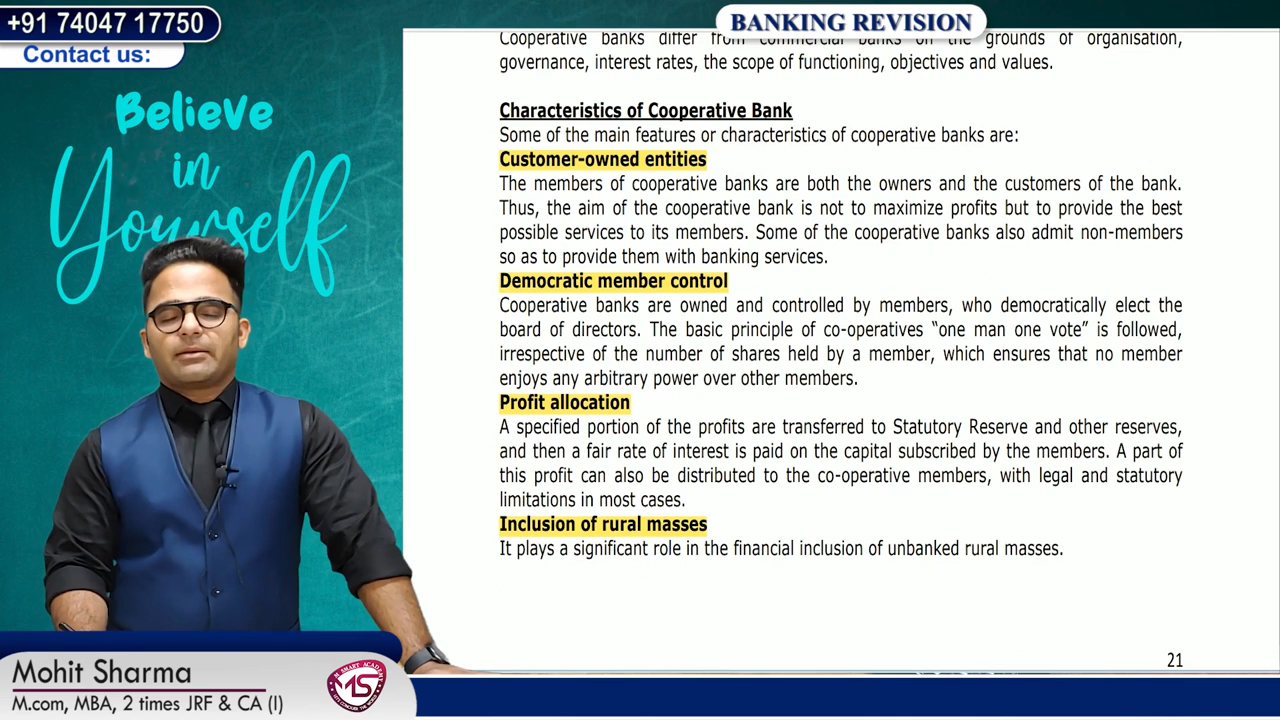 +91 74047 17750
Contact us:
BANKING REVISION
Believe
in
Yourself
Cooperative banks differ from commercial banks on the grounds of organisation,
governance, interest rates, the scope of functioning, objectives and values.
Characteristics of Cooperative Bank
Some of the main features or characteristics of cooperative banks are:
Customer-owned entities
The members of cooperative banks are both the owners and the customers of the bank.
Thus, the aim of the cooperative bank is not to maximize profits but to provide the best
possible services to its members. Some of the cooperative banks also admit non-members
so as to provide them with banking services.
Democratic member control
Cooperative banks are owned and controlled by members, who democratically elect the
board of directors. The basic principle of co-operatives “one man one vote” is followed,
irrespective of the number of shares held by a member, which ensures that no member
enjoys any arbitrary power over other members.
Profit allocation
A specified portion of the profits are transferred to Statutory Reserve and other reserves,
and then a fair rate of interest is paid on the capital subscribed by the members. A part of
this profit can also be distributed to the co-operative members, with legal and statutory
limitations in most cases.
Inclusion of rural masses
It plays a significant role in the financial inclusion of unbanked rural masses.
21
Mohit Sharma
M.com, MBA, 2 times JRF & CA (I)
MS